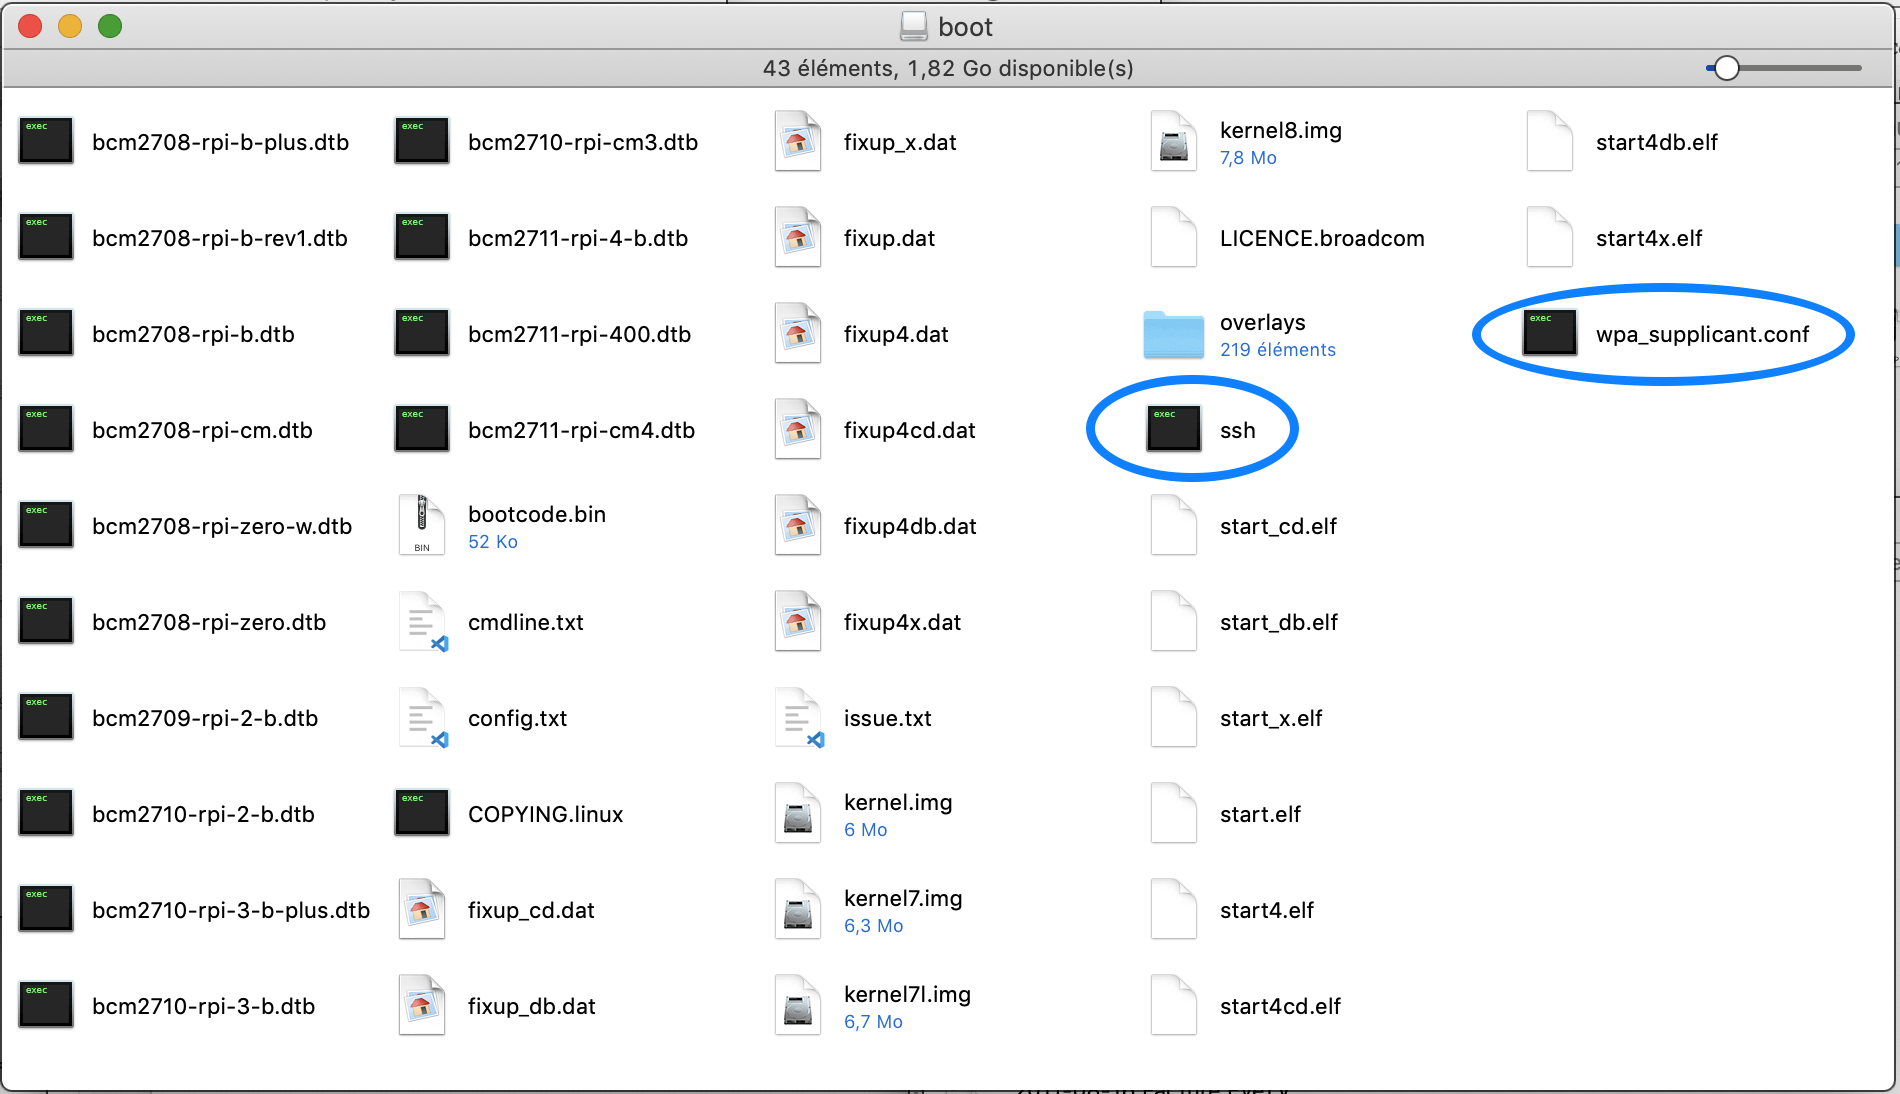 boot
43 éléments, 1,82 Go disponible(s)
exec
bcm2708-rpi-b-plus.dtb
exec
bcm2708-rpi-b-rev1.dtb
exec
bcm2708-rpi-b.dtb
exec
bcm2708-rpi-cm.dtb
exec
bcm2708-rpi-zero-w.dtb
exec
bcm2708-rpi-zero.dtb
exec
bcm2709-rpi-2-b.dtb
exec
bcm2710-rpi-2-b.dtb
exec
bcm2710-rpi-3-b-plus.dtb
exec
bcm2710-rpi-3-b.dtb
exec
bcm2710-rpi-cm3.dtb
exec
bcm2711-rpi-4-b.dtb
exec
bcm2711-rpi-400.dtb
exec
bcm2711-rpi-cm4.dtb
BIN
bootcode.bin
52 Ko
cmdline.txt
config.txt
exec
COPYING.linux
fixup_cd.dat
fixup_db.dat
fixup_x.dat
fixup.dat
fixup4.dat
fixup4cd.dat
fixup4db.dat
fixup4x.dat
issue.txt
kernel.img
6 Mo
kernel7.img
6,3 Mo
kernel7l.img
6,7 Mo
kernel8.img
7,8 Mo
LICENCE.broadcom
overlays
219 éléments
exec
ssh
start_cd.elf
start_db.elf
start_x.elf
start.elf
start4.elf
start4cd.elf
start4db.elf
start4x.elf
exec
wpa_supplicant.conf